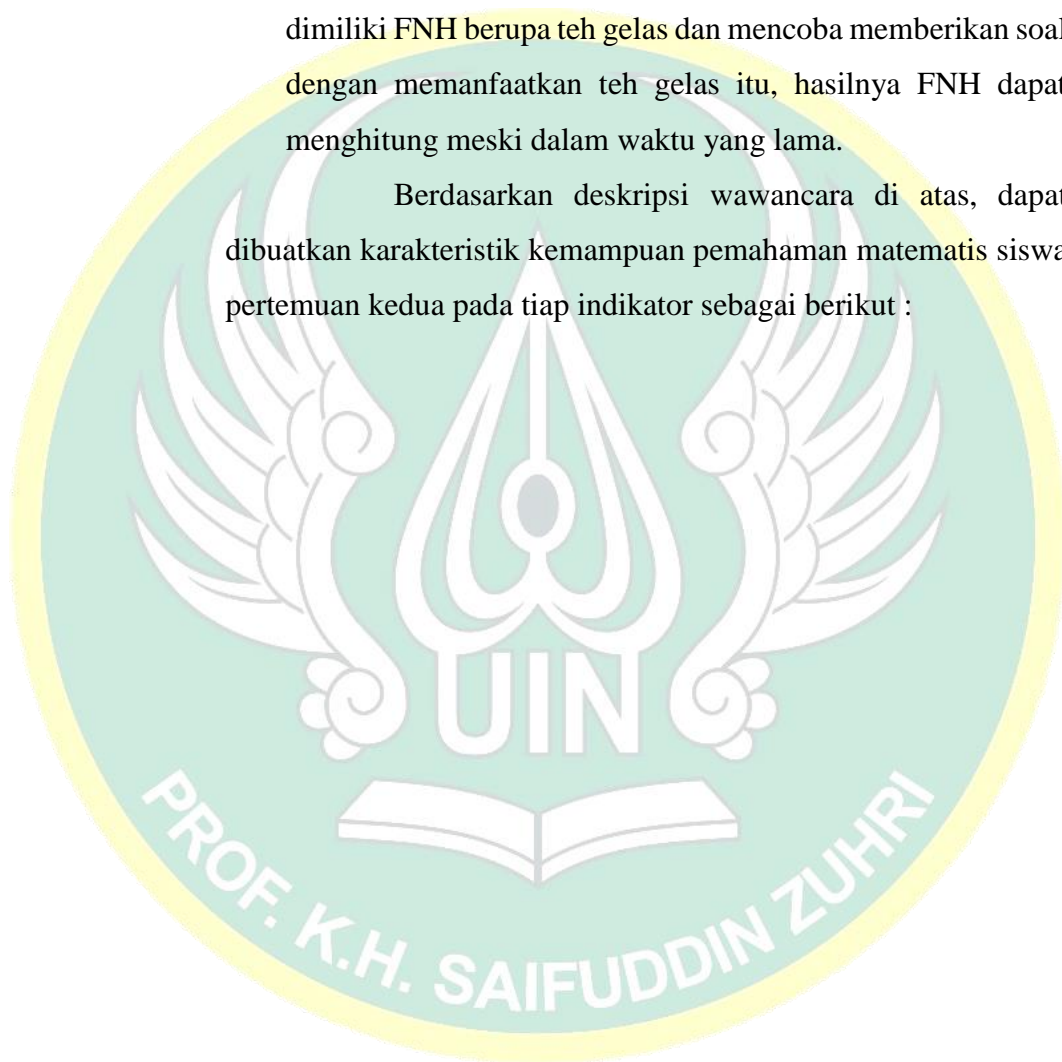 dimiliki FNH berupa teh gelas dan mencoba memberikan soal
dengan memanfaatkan teh gelas itu, hasilnya FNH dapat
menghitung meski dalam waktu yang lama.
Berdasarkan deskripsi wawancara di atas, dapat
dibuatkan karakteristik kemampuan pemahaman matematis siswa
pertemuan kedua pada tiap indikator sebagai berikut :
UIN
PROF. K.H. SAIFUDDIN ZUHRI